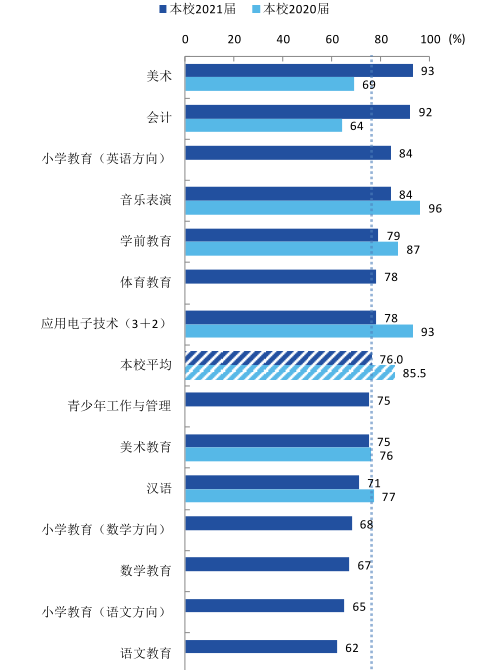 本校2021届 本校2020届
0 20 40 60 80 100 (%)
美术 93
69
会计 92
64
小学教育（英语方向） 84
音乐表演 84
96
学前教育 79
87
体育教育 78
应用电子技术（3＋2） 78
93
本校平均 76.0
85.5
青少年工作与管理 75
美术教育 75
76
汉语 71
77
小学教育（数学方向） 68
数学教育 67
小学教育（语文方向） 65
语文教育 62